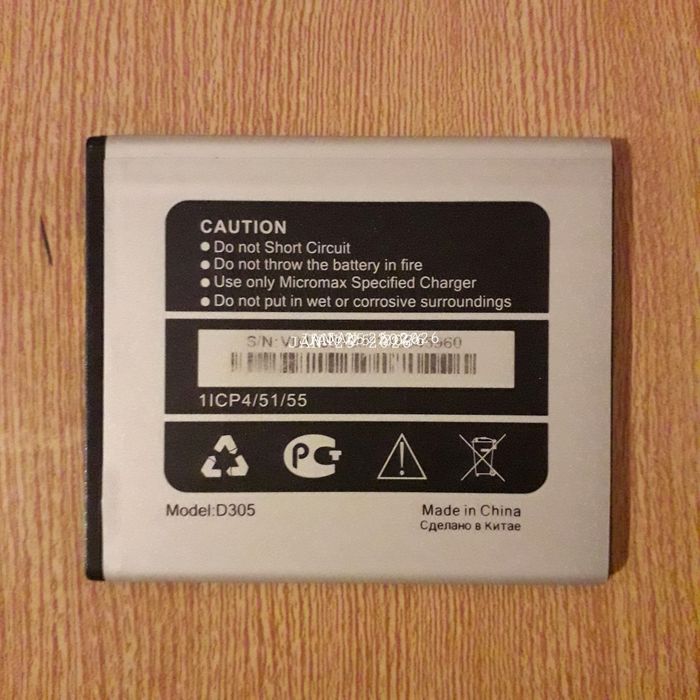 CAUTION
● Do not Short Circuit
● Do not throw the battery in fire
● Use only Micromax Specified Charger
● Do not put in wet or corrosive surroundings
S/N:
1ICP4/51/55
PCT
Model:D305
Made in China
Сделано в Китае